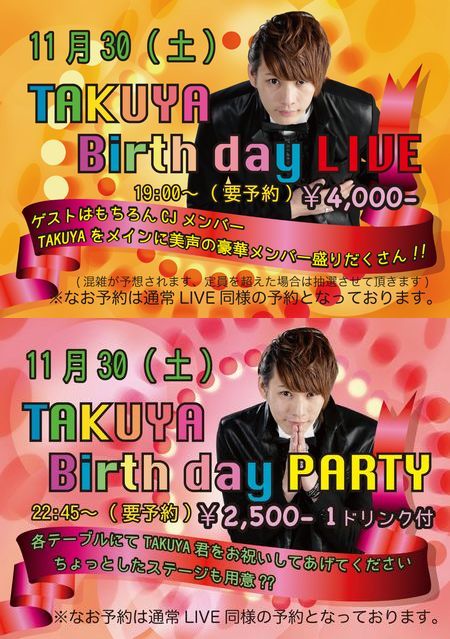 11月30(土)
TAKUYA
Birth day LIVE
19:00～(要予約)￥4,000-
ゲストはもちろんCJメンバー
TAKUYAをメインに美声の豪華メンバー盛りだくさん!!
(混雑が予想されます、定員を超えた場合は抽選させて頂きます)
※なお予約は通常LIVE同様の予約となっております。
11月30(土)
TAKUYA
Birth day PARTY
22:45～(要予約)￥2,500-1ドリンク付
各テーブルにてTAKUYA君をお祝いしてあげてください
ちょっとしたステージも用意??
※なお予約は通常LIVE同様の予約となっております。